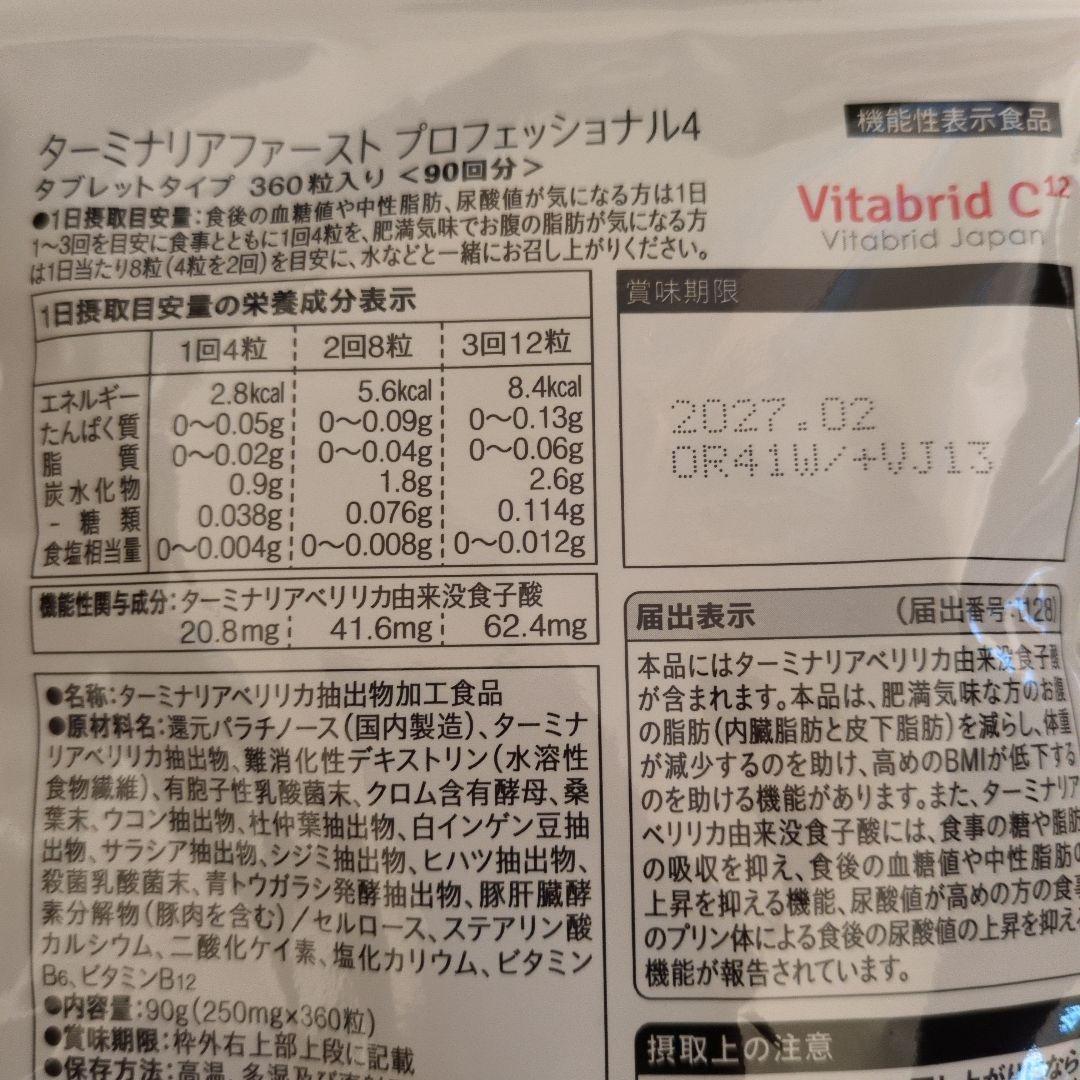 ターミナリアファースト プロフェッショナル4
タブレットタイプ 360粒入り <90回分>
●1日摂取目安量:食後の血糖値や中性脂肪、尿酸値が気になる方は1日
1〜3回を目安に食事とともに1回4粒を、肥満気味でお腹の脂肪が気になる方
は1日当たり8粒(4粒を2回)を目安に、水などと一緒にお召し上がりください。
機能性表示食品
Vitabrid C12
Vitabrid Japan
1日摂取目安量の栄養成分表示
1回4粒 2回8粒 3回12粒
エネルギー 2.8kcal 5.6kcal 8.4kcal
たんぱく質 0〜0.05g 0〜0.09g 0〜0.13g
脂質 0〜0.02g 0〜0.04g 0〜0.06g
炭水化物 0.9g 1.8g 2.6g
- 糖類 0.038g 0.076g 0.114g
食塩相当量 0〜0.004g 0〜0.008g 0〜0.012g
機能性関与成分:ターミナリアベリリカ由来没食子酸
20.8mg 41.6mg 62.4mg
賞味期限
2027.02
OR41W/+VJ13
●名称:ターミナリアベリリカ抽出物加工食品
●原材料名:還元パラチノース(国内製造)、ターミナ
リアベリリカ抽出物、難消化性デキストリン(水溶性
食物繊維)、有胞子性乳酸菌末、クロム含有酵母、桑
葉末、ウコン抽出物、杜仲葉抽出物、白インゲン豆抽
出物、サラシア抽出物、シジミ抽出物、ヒハツ抽出物、
殺菌乳酸菌末、青トウガラシ発酵抽出物、豚肝臓酵
素分解物(豚肉を含む)/セルロース、ステアリン酸
カルシウム、二酸化ケイ素、塩化カリウム、ビタミン
B6、ビタミンB12
●内容量:90g(250mg×360粒)
●賞味期限:枠外右上部上段に記載
●保存方法:高温、多湿及び
届出表示 (届出番号:I128)
本品にはターミナリアベリリカ由来没食子酸
が含まれます。本品は、肥満気味な方のお腹
の脂肪(内臓脂肪と皮下脂肪)を減らし、体重
が減少するのを助け、高めのBMIが低下する
のを助ける機能があります。また、ターミナリア
ベリリカ由来没食子酸には、食事の糖や脂肪
の吸収を抑え、食後の血糖値や中性脂肪の
上昇を抑える機能、尿酸値が高めの方の食事
のプリン体による食後の尿酸値の上昇を抑える
機能が報告されています。
摂取上の注意